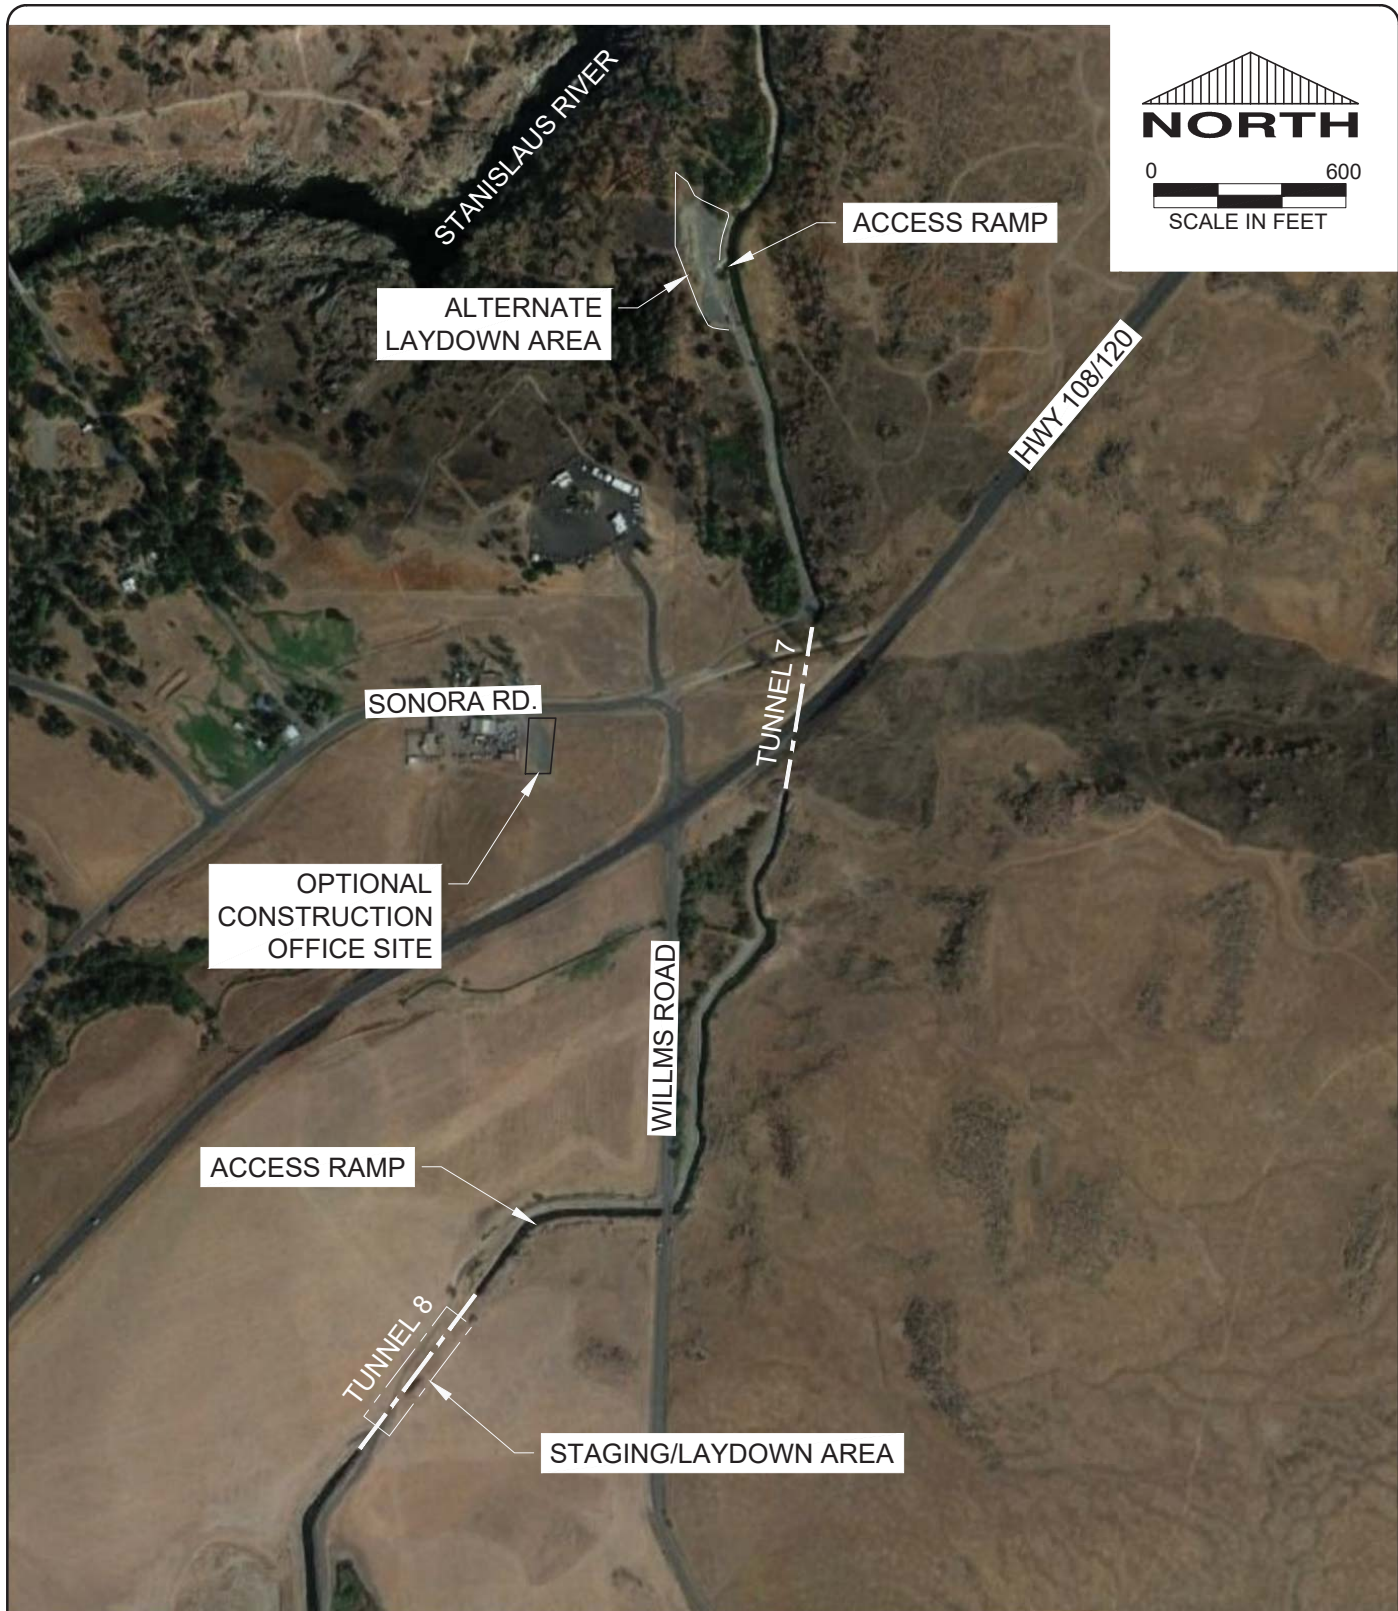 NORTH
0 600
SCALE IN FEET
STANISLAUS RIVER
ACCESS RAMP
ALTERNATE
LAYDOWN AREA
HWY 108/120
TUNNEL 7
SONORA RD.
OPTIONAL
CONSTRUCTION
OFFICE SITE
WILLMS ROAD
ACCESS RAMP
TUNNEL 8
STAGING/LAYDOWN AREA